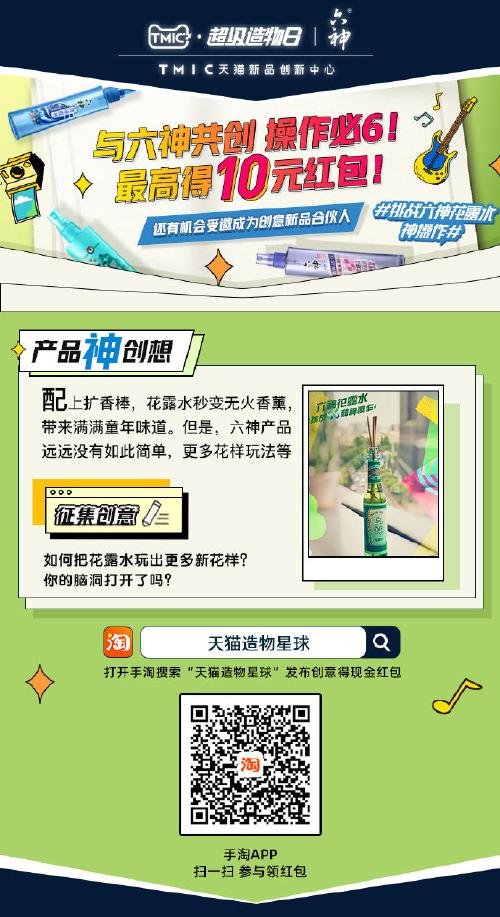 TMIC · 超级造物日 | 六神
TMIC天猫新品创新中心
与六神共创 操作必6！
最高得10元红包！
还有机会受邀成为创意新品合伙人
#挑战六神花露水
神操作#
产品神创想
配上扩香棒，花露水秒变无火香薰，
带来满满童年味道。但是，六神产品
远远没有如此简单，更多花样玩法等
六神花露水
六神
征集创意
如何把花露水玩出更多新花样？
你的脑洞打开了吗？
淘 天猫造物星球
打开手淘搜索“天猫造物星球”发布创意得现金红包
淘
手淘APP
扫一扫 参与领红包